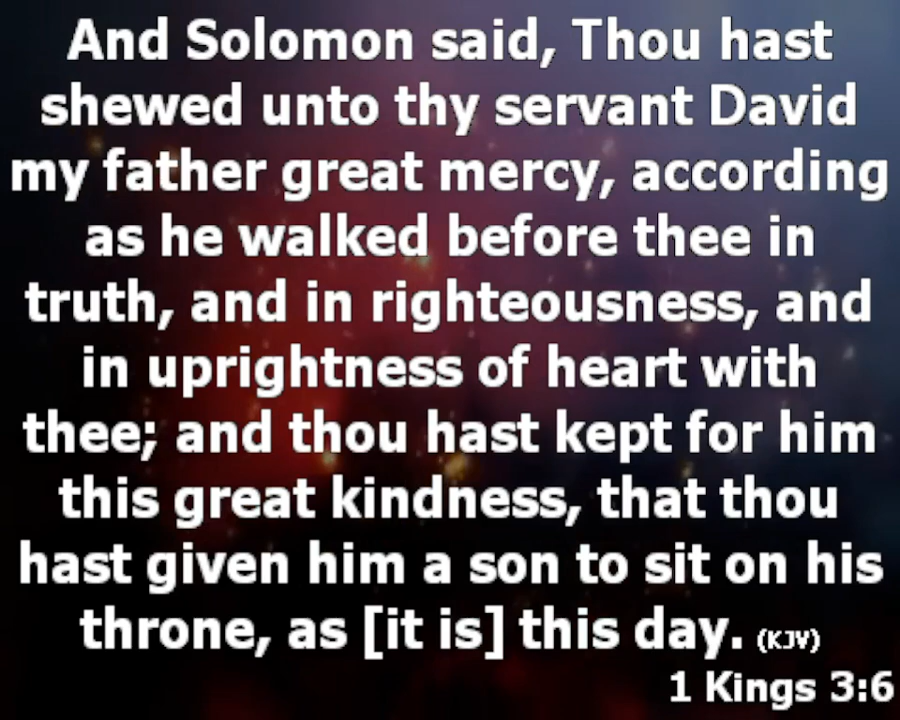 And Solomon said, Thou hast
shewed unto thy servant David
my father great mercy, according
as he walked before thee in
truth, and in righteousness, and
in uprightness of heart with
thee; and thou hast kept for him
this great kindness, that thou
hast given him a son to sit on his
throne, as [it is] this day. (KJV)
1 Kings 3:6